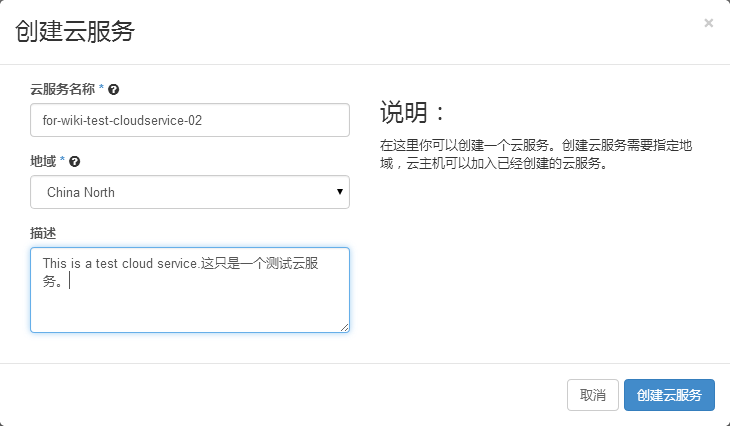 创建云服务
×
云服务名称 * ?
for-wiki-test-cloudservice-02
地域 * ?
China North
描述
This is a test cloud service.这只是一个测试云服
务。
说明：
在这里你可以创建一个云服务。创建云服务需要指定地
域，云主机可以加入已经创建的云服务。
取消
创建云服务